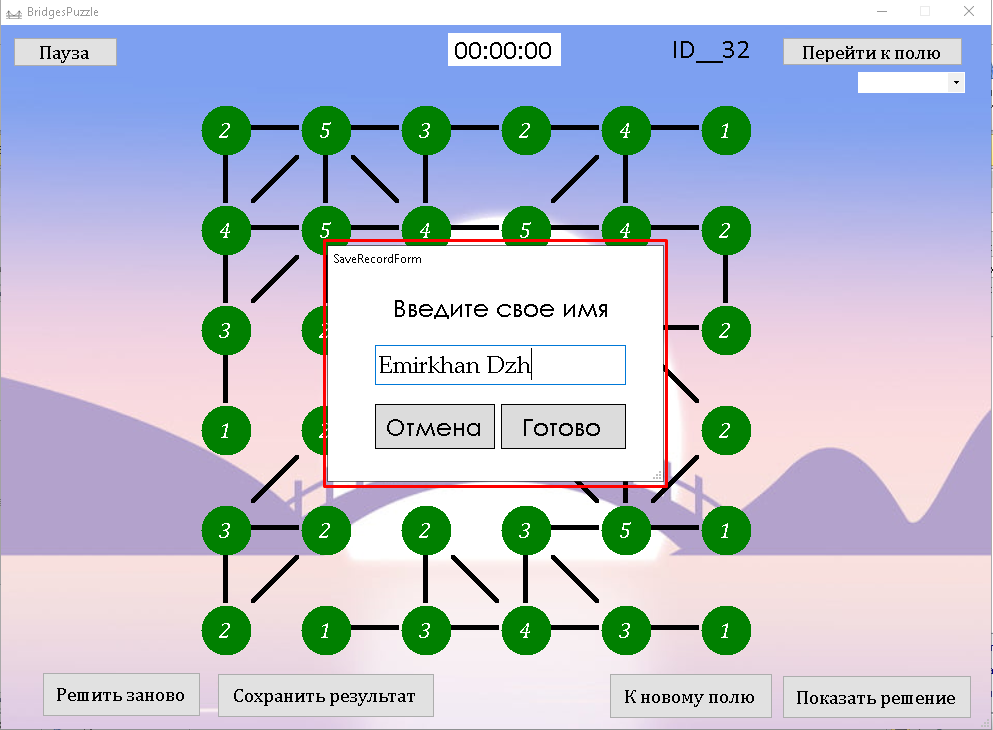 BridgesPuzzle
Пауза
00:00:00
ID__32
Перейти к полю
2 5 3 2 4 1
4 5 4 5 4 2
SaveRecordForm
Введите свое имя
3 2 2
Emirkhan Dzh
1 2 2
Отмена Готово
3 2 2 3 5 1
2 1 3 4 3 1
Решить заново
Сохранить результат
К новому полю
Показать решение